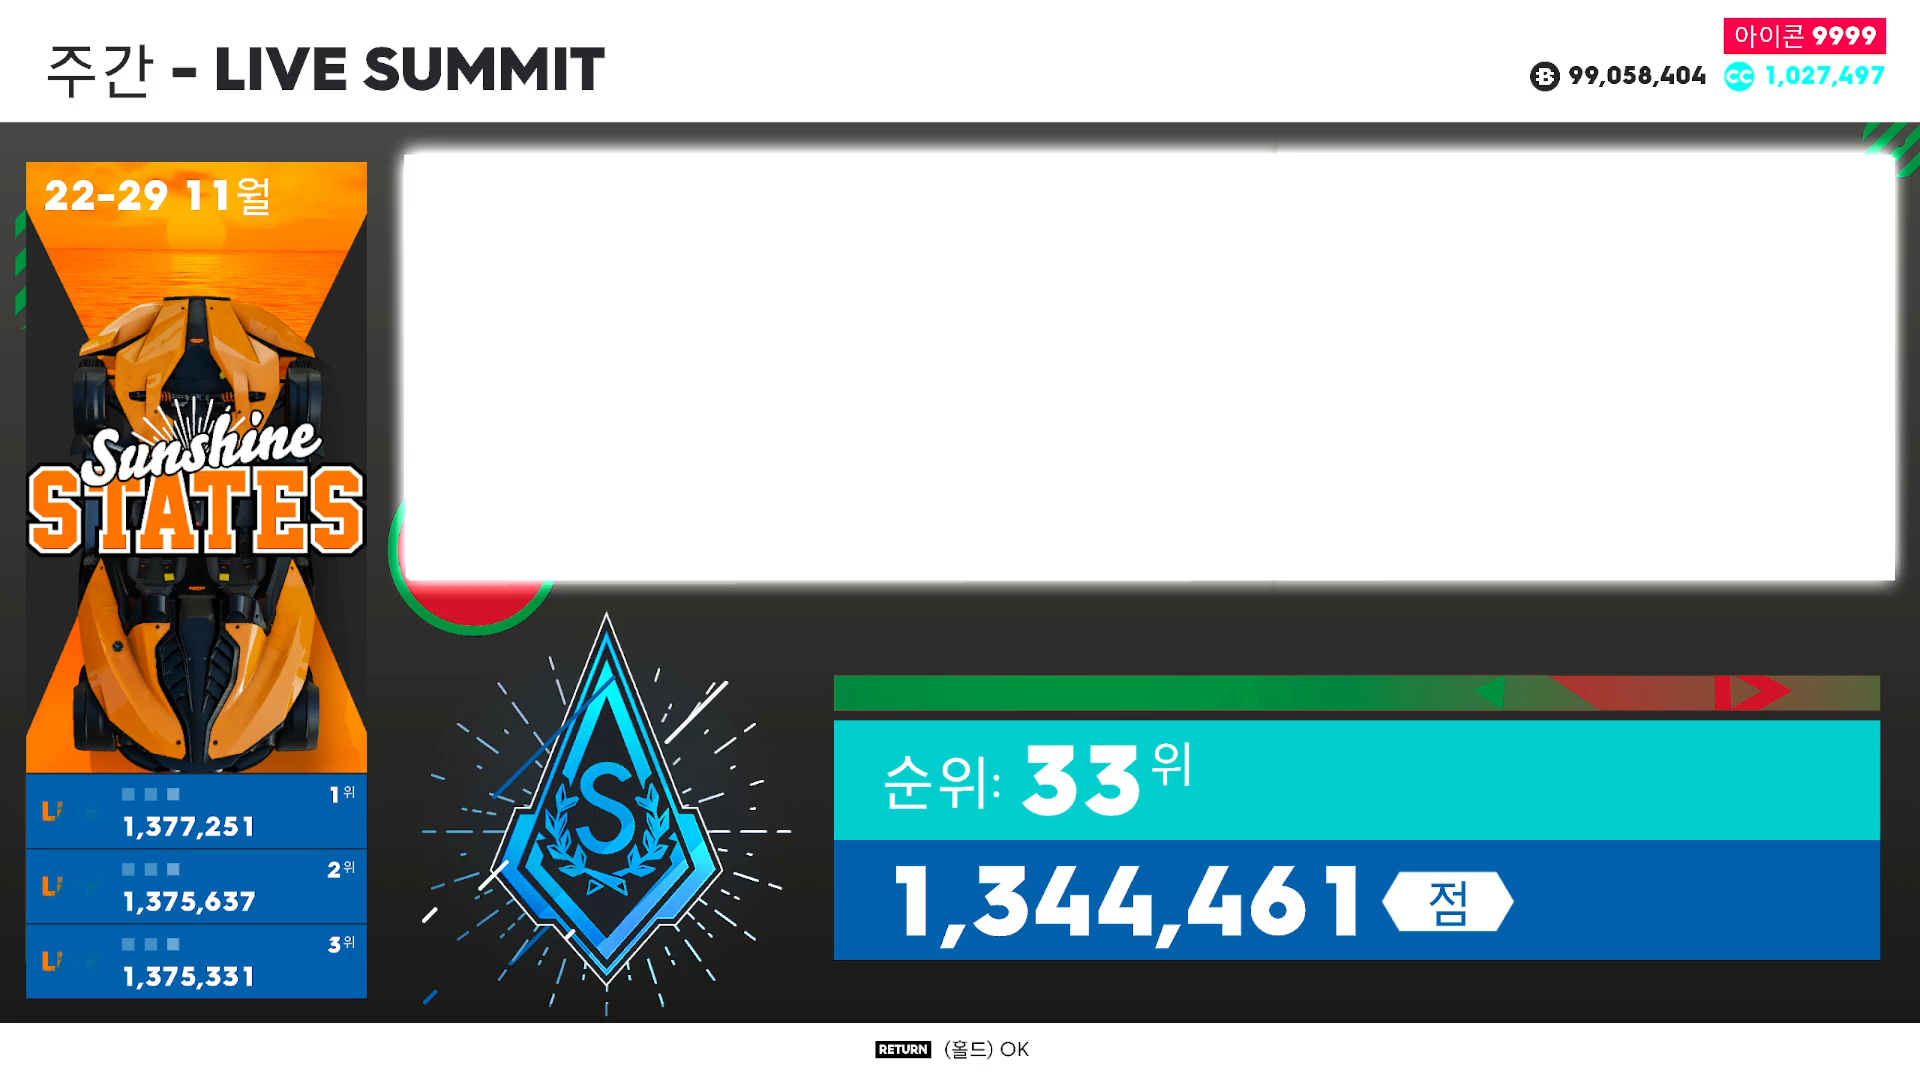 주간 - LIVE SUMMIT
아이콘 9999
99,058,404
CC 1,027,497
22-29 11월
Sunshine
STATES
1위
1,377,251
2위
1,375,637
3위
1,375,331
S
순위: 33위
1,344,461 점
RETURN (홀드) OK